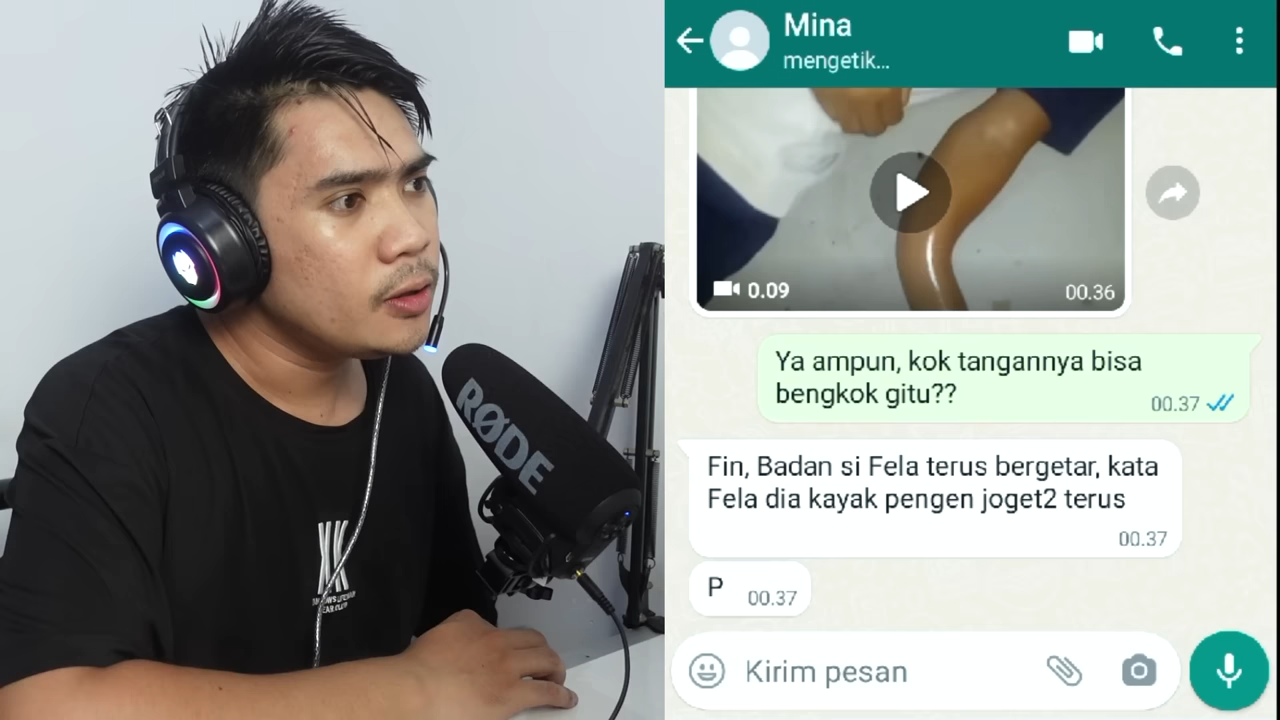 Mina
mengetik...
0.09
00.36
Ya ampun, kok tangannya bisa
bengkok gitu??
00.37
Fin, Badan si Fela terus bergetar, kata
Fela dia kayak pengen joget2 terus
00.37
P
00.37
Kirim pesan
RØDE